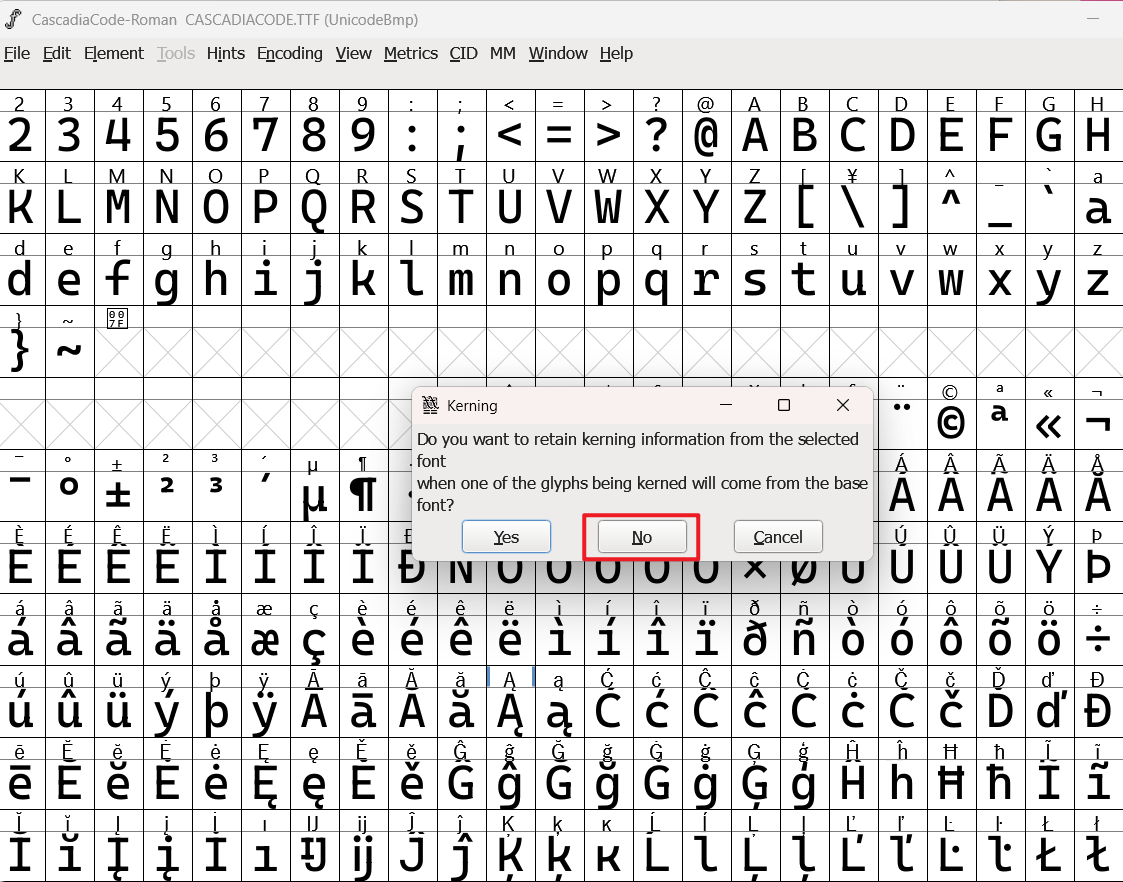 CascadiaCode-Roman CASCADIACODE.TTF (UnicodeBmp)
File Edit Element Tools Hints Encoding View Metrics CID MM Window Help
2 3 4 5 6 7 8 9 : ; < = > ? @ A B C D E F G H
2 3 4 5 6 7 8 9 : ; < = > ? @ A B C D E F G H
K L M N O P Q R S T U V W X Y Z [ ¥ ] ^ _ ` a
K L M N O P Q R S T U V W X Y Z [ \ ] ^ _ ` a
d e f g h i j k l m n o p q r s t u v w x y z
d e f g h i j k l m n o p q r s t u v w x y z
} ~ 007F
} ~
¨ © ª « ¬
¨ © ª « ¬
¯ ° ± ² ³ ´ µ ¶ Á Â Ã Ä Å
¯ ° ± ² ³ ´ µ ¶ Á Â Ã Ä Å
Kerning
Do you want to retain kerning information from the selected
font
when one of the glyphs being kerned will come from the base
font?
Yes No Cancel
È É Ê Ë Ì Í Î Ï Ú Û Ü Ý Þ
È É Ê Ë Ì Í Î Ï Ð × Ø Ú Û Ü Ý Þ
á â ã ä å æ ç è é ê ë ì í î ï ð ñ ò ó ô õ ö ÷
á â ã ä å æ ç è é ê ë ì í î ï ð ñ ò ó ô õ ö ÷
ú û ü ý þ ÿ Ā ā Ă ă Ą ą Ć ć Ĉ ĉ Ċ ċ Č č Ď ď Đ
ú û ü ý þ ÿ Ā ā Ă ă Ą ą Ć ć Ĉ ĉ Ċ ċ Č č Ď ď Đ
ē Ĕ ĕ Ė ė Ę ę Ě ě Ĝ ĝ Ğ ğ Ġ ġ Ģ ģ Ĥ ĥ Ħ ħ Ĩ ĩ
ē Ĕ ĕ Ė ė Ę ę Ě ě Ĝ ĝ Ğ ğ Ġ ġ Ģ ģ Ĥ ĥ Ħ ħ Ĩ ĩ
Ĭ ĭ Į į İ ı Ĳ ĳ Ĵ ĵ Ķ ķ ĸ Ĺ ĺ Ļ ļ Ľ ľ Ŀ ŀ Ł ł
Ĭ ĭ Į į İ ı Ĳ ĳ Ĵ ĵ Ķ ķ ĸ Ĺ ĺ Ļ ļ Ľ ľ Ŀ ŀ Ł ł